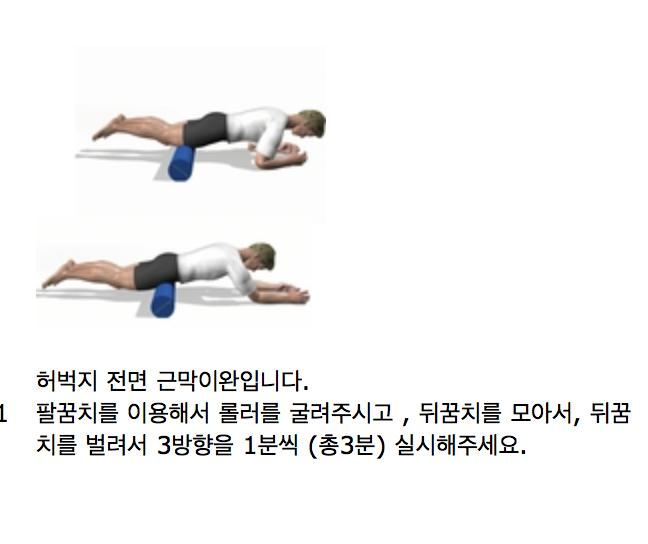 허벅지 전면 근막이완입니다.
1 팔꿈치를 이용해서 롤러를 굴려주시고 , 뒤꿈치를 모아서, 뒤꿈
치를 벌려서 3방향을 1분씩 (총3분) 실시해주세요.